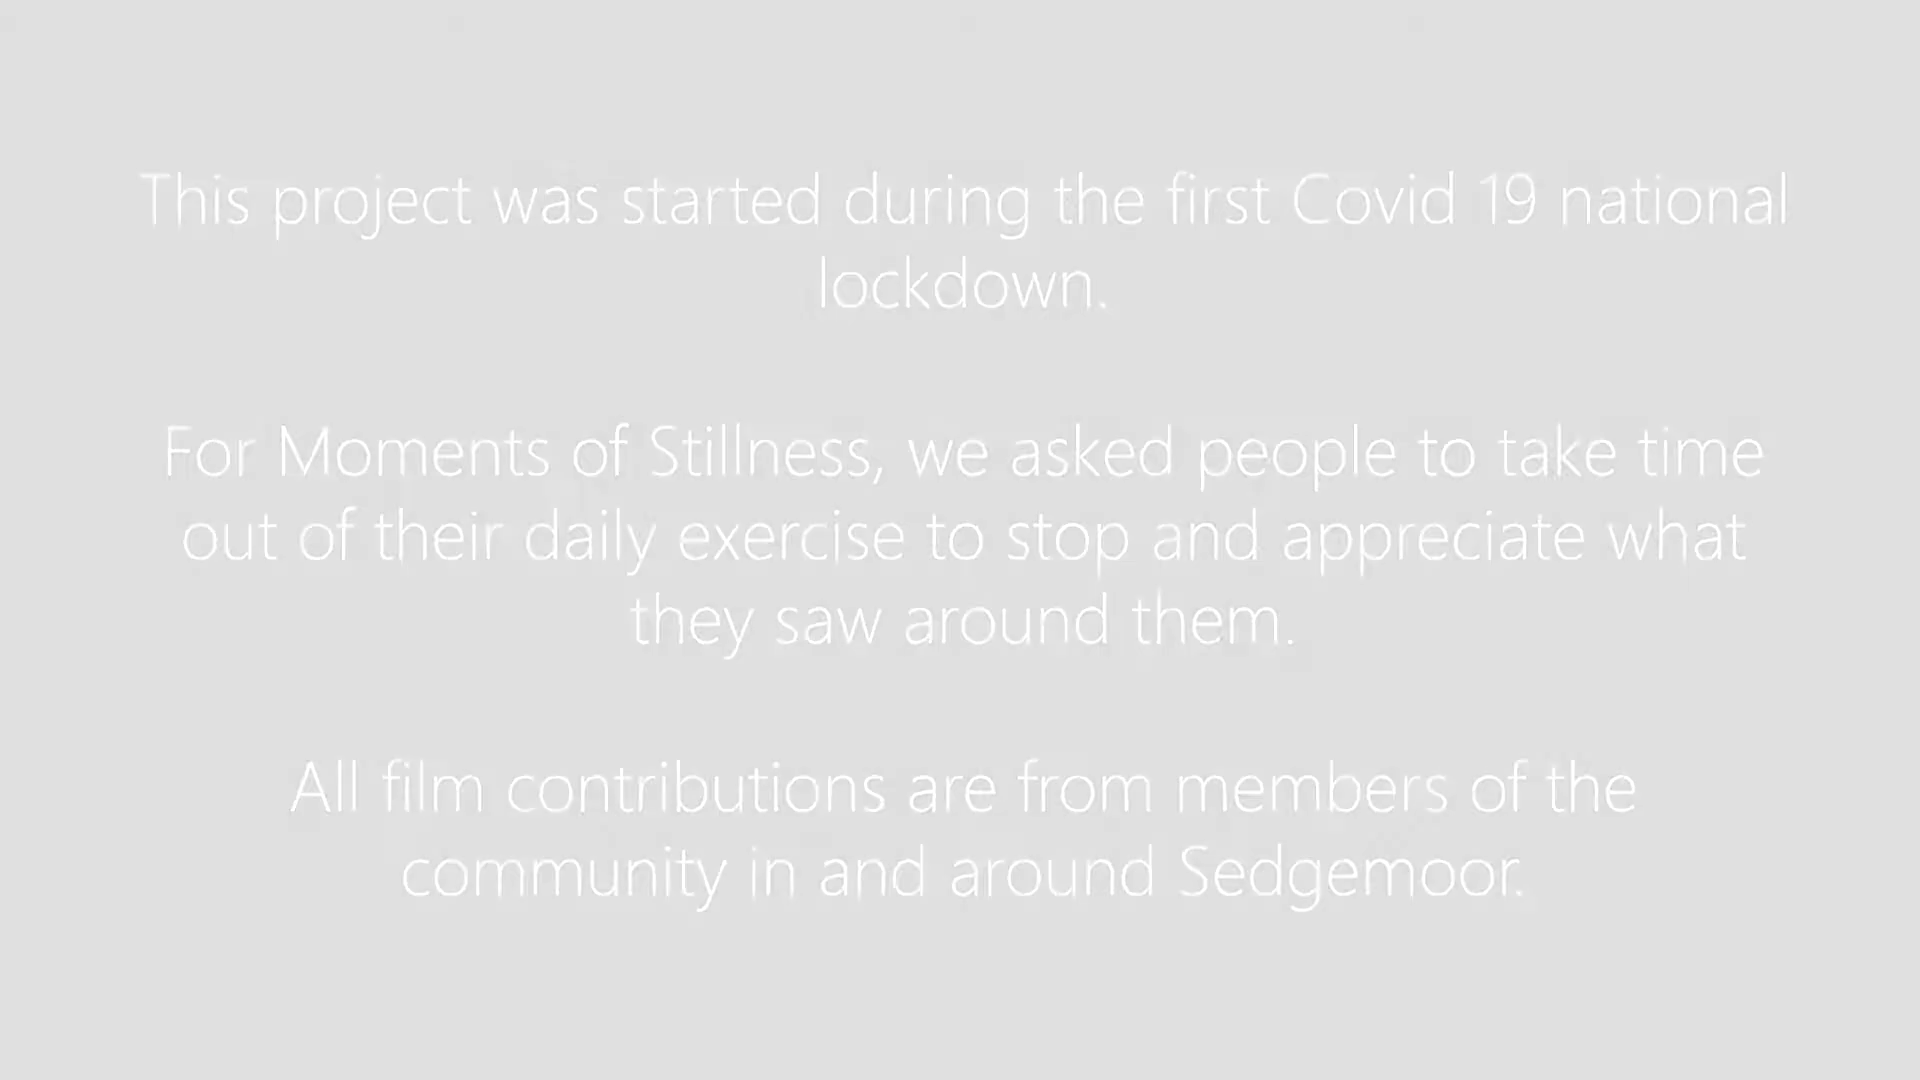 This project was started during the first Covid 19 national
lockdown.
For Moments of Stillness, we asked people to take time
out of their daily exercise to stop and appreciate what
they saw around them.
All film contributions are from members of the
community in and around Sedgemoor.